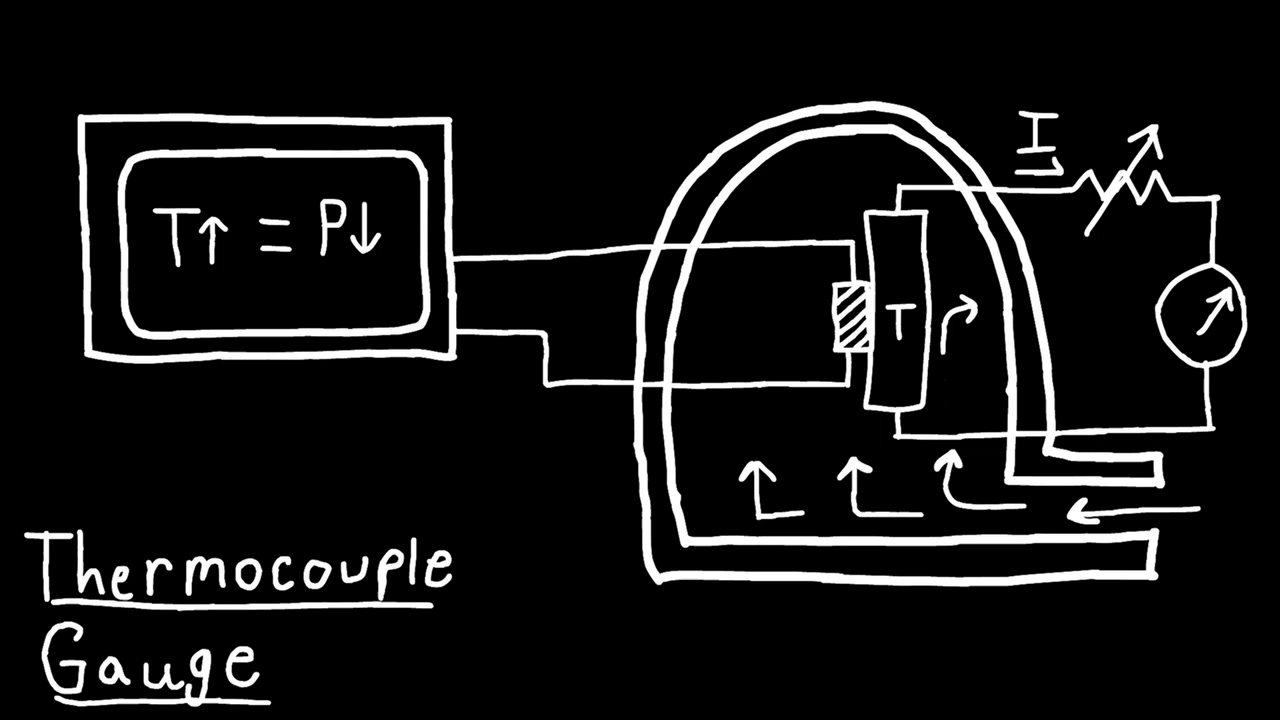 T↑ = P↓
I
T
Thermocouple
Gauge